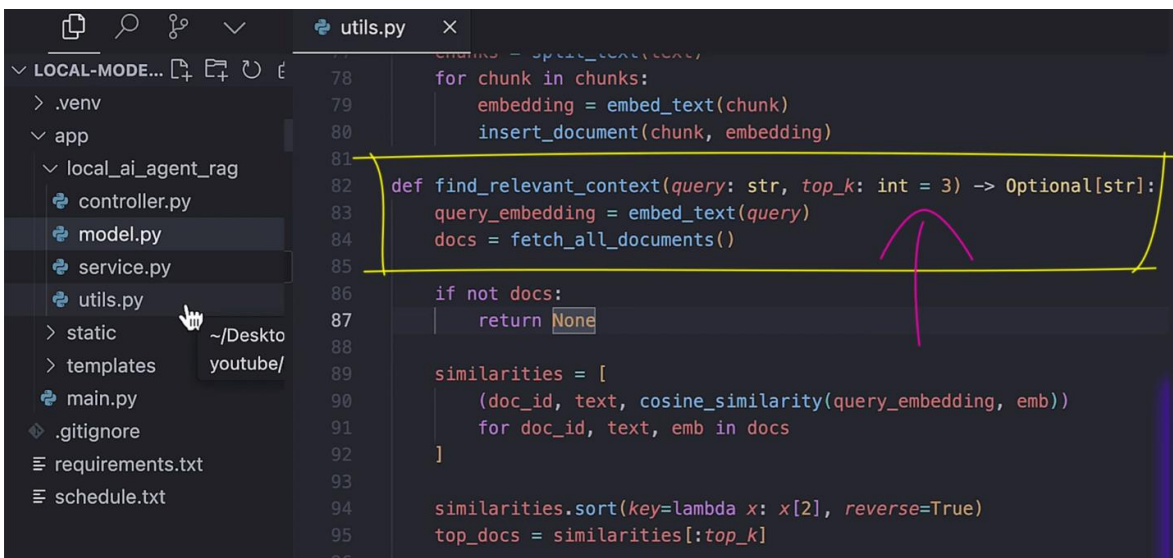 utils.py ×
LOCAL-MODE...
.venv
app
local_ai_agent_rag
controller.py
model.py
service.py
utils.py
static
templates
main.py
.gitignore
requirements.txt
schedule.txt
~/Deskto
youtube/
chunks = split_text(text)
78 for chunk in chunks:
79 embedding = embed_text(chunk)
80 insert_document(chunk, embedding)
81
82 def find_relevant_context(query: str, top_k: int = 3) -> Optional[str]:
83 query_embedding = embed_text(query)
84 docs = fetch_all_documents()
85
86 if not docs:
87 return None
88
89 similarities = [
90 (doc_id, text, cosine_similarity(query_embedding, emb))
91 for doc_id, text, emb in docs
92 ]
93
94 similarities.sort(key=lambda x: x[2], reverse=True)
95 top_docs = similarities[:top_k]